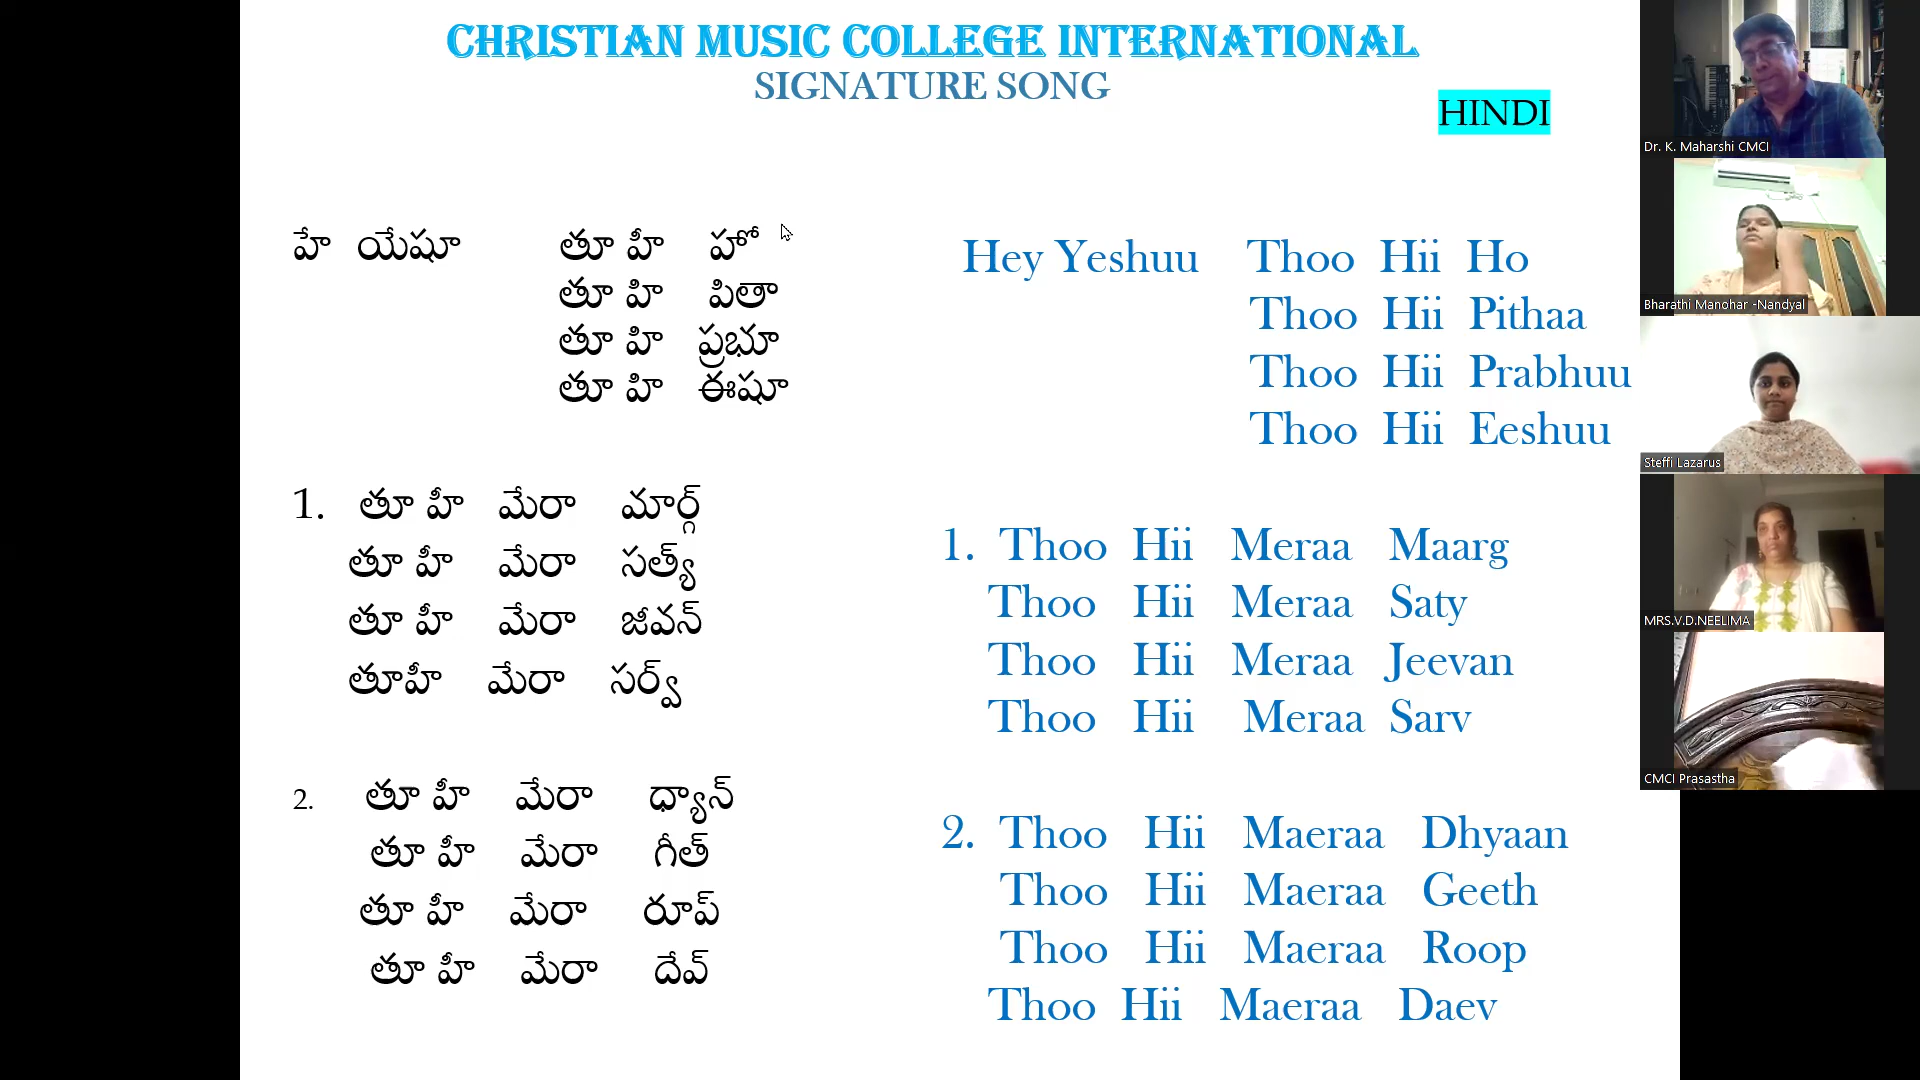 CHRISTIAN MUSIC COLLEGE INTERNATIONAL
SIGNATURE SONG
HINDI
హే యేషూ తూ హీ హో
తూ హి పితా
తూ హి ప్రభూ
తూ హి ఈషూ
1. తూ హీ మేరా మార్గ్
తూ హీ మేరా సత్య్
తూ హీ మేరా జీవన్
తూహీ మేరా సర్వ్
2. తూ హీ మేరా ధ్యాన్
తూ హీ మేరా గీత్
తూ హీ మేరా రూప్
తూ హీ మేరా దేవ్
Hey Yeshuu Thoo Hii Ho
Thoo Hii Pithaa
Thoo Hii Prabhuu
Thoo Hii Eeshuu
1. Thoo Hii Meraa Maarg
Thoo Hii Meraa Saty
Thoo Hii Meraa Jeevan
Thoo Hii Meraa Sarv
2. Thoo Hii Maeraa Dhyaan
Thoo Hii Maeraa Geeth
Thoo Hii Maeraa Roop
Thoo Hii Maeraa Daev
Dr. K. Maharshi CMCI
Bharathi Manohar -Nandyal
Steffi Lazarus
MRS.V.D.NEELIMA
CMCI Prasastha